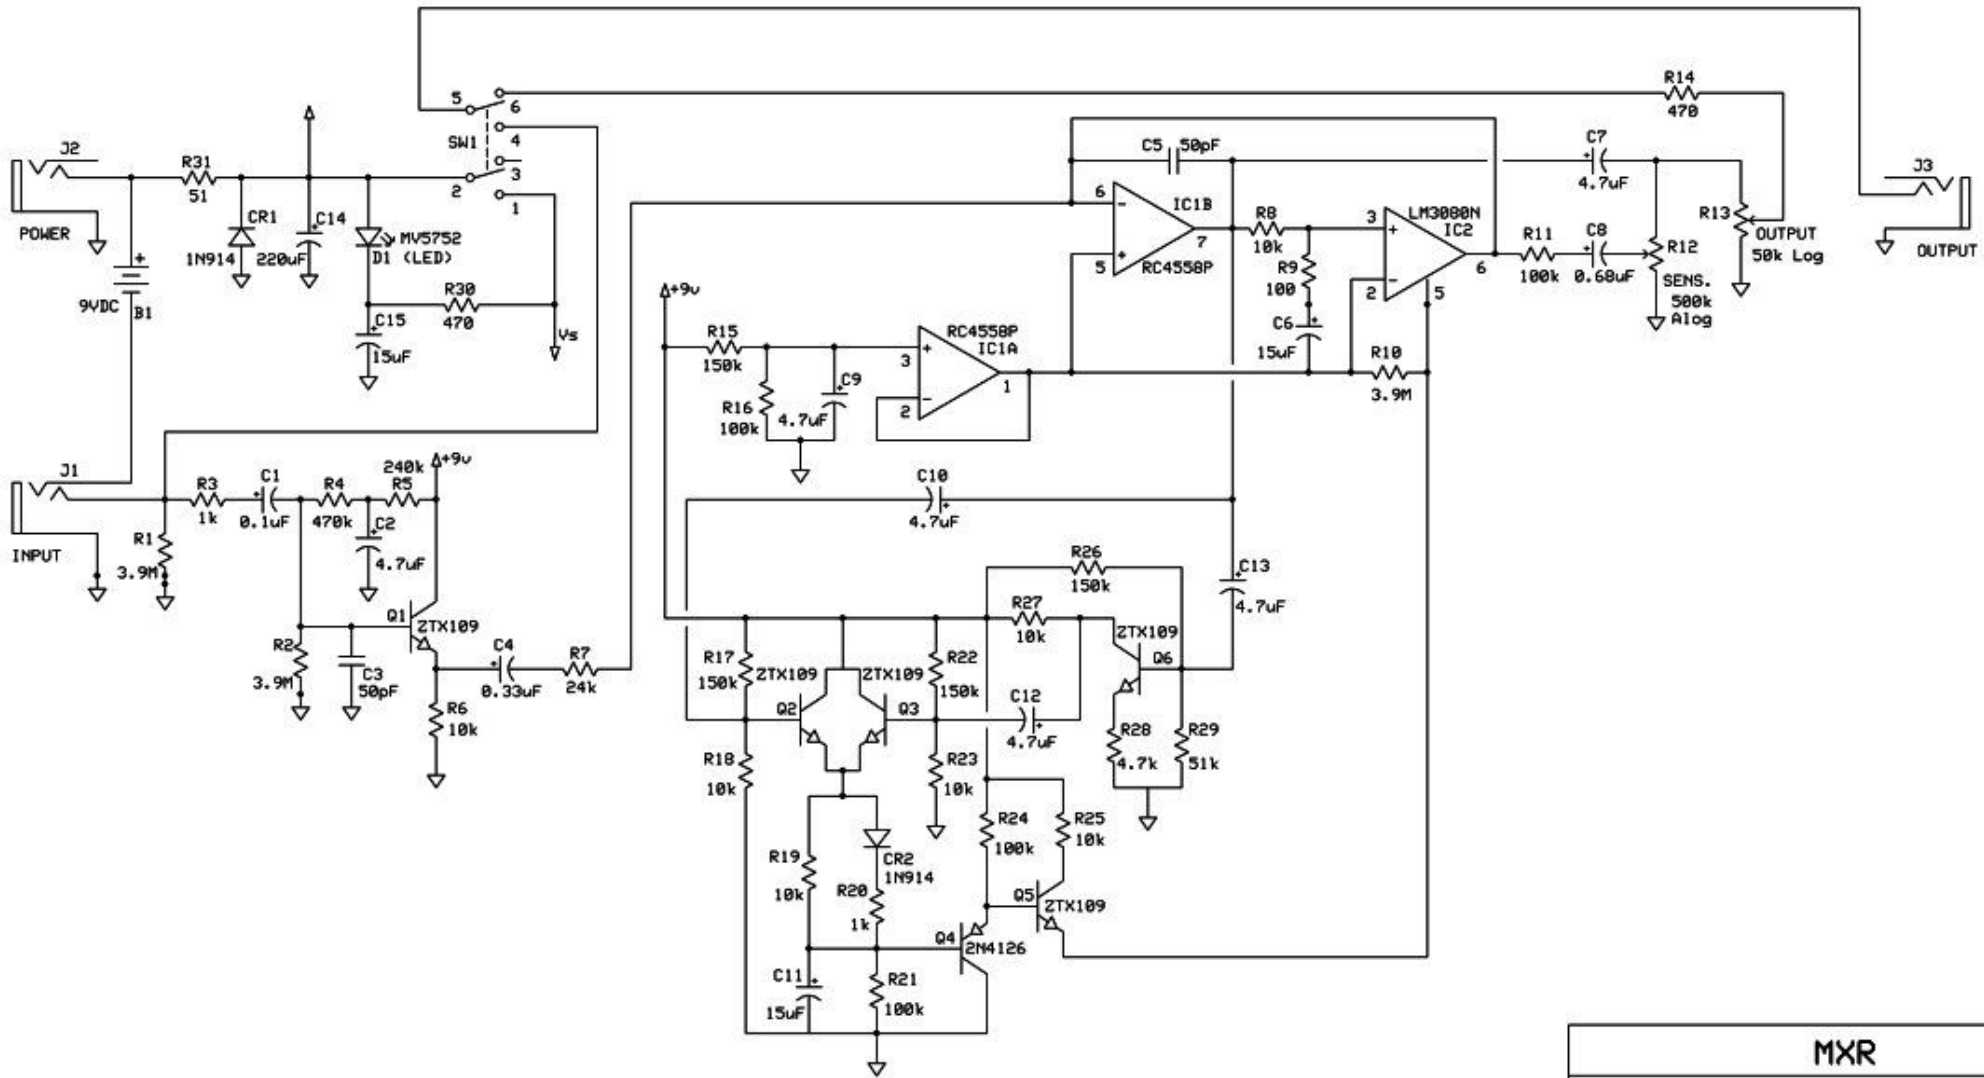 5
6
SW1
4
3
2
1
J2
R31
51
POWER
CR1
1N914
C14
220uF
MV5752
D1 (LED)
9VDC
B1
R30
470
C15
15uF
Vs
R14
470
C7
4.7uF
J3
OUTPUT
C5
50pF
6
IC1B
7
RC4558P
5
R8
10k
R9
100
C6
15uF
3
LM3080N
IC2
6
2
5
R11
100k
C8
0.68uF
R13
OUTPUT
50k Log
R12
SENS.
500k
Alog
R10
3.9M
+9v
R15
150k
R16
100k
C9
4.7uF
RC4558P
IC1A
3
2
1
J1
INPUT
R1
3.9M
R3
1k
C1
0.1uF
R4
470k
240k
R5
+9v
C2
4.7uF
Q1
ZTX109
R2
3.9M
C3
50pF
C4
0.33uF
R7
24k
R6
10k
C10
4.7uF
R26
150k
C13
4.7uF
R27
10k
ZTX109
Q6
R17
150k
ZTX109
ZTX109
R22
150k
Q2
Q3
C12
4.7uF
R28
4.7k
R29
51k
R18
10k
R23
10k
R19
10k
CR2
1N914
R20
1k
R24
100k
R25
10k
Q5
ZTX109
Q4
2N4126
C11
15uF
R21
100k
MXR